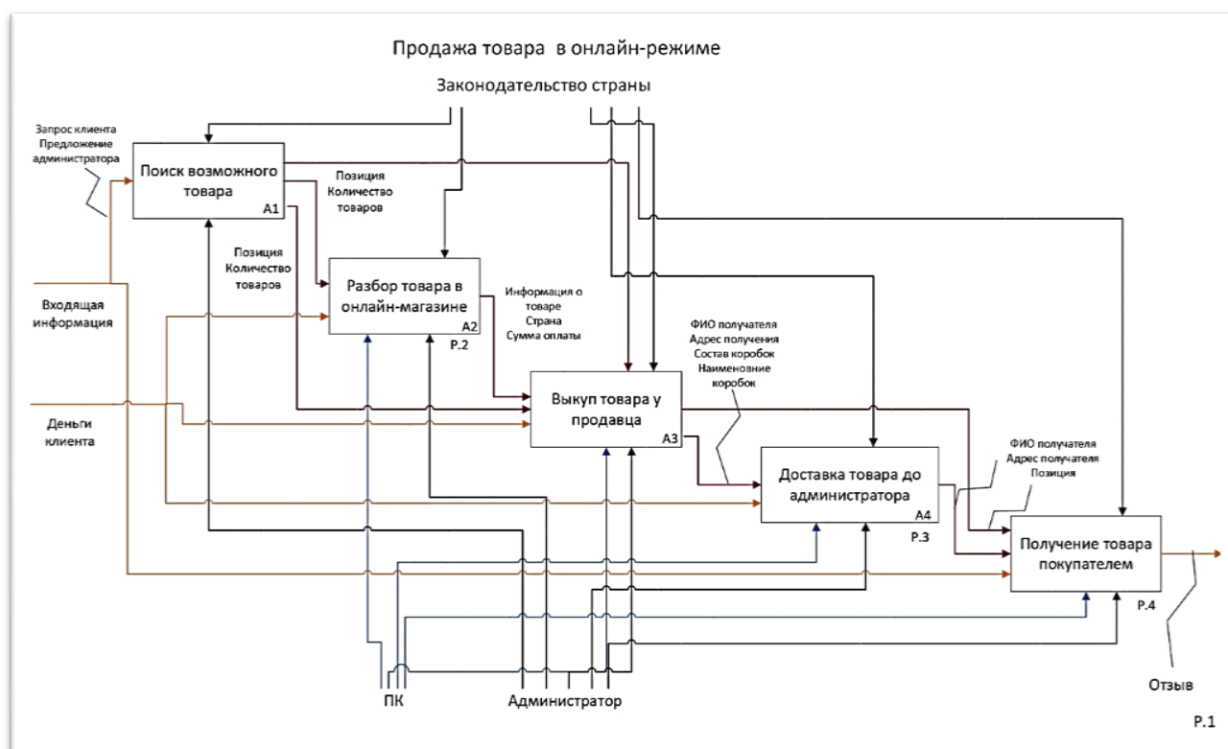 Продажа товара в онлайн-режиме
Законодательство страны
Запрос клиента
Предложение
администратора
Поиск возможного
товара
A1
Позиция
Количество
товаров
Позиция
Количество
товаров
Входящая
информация
Разбор товара в
онлайн-магазине
A2
P.2
Информация о
товаре
Страна
Сумма оплаты
ФИО получателя
Адрес получения
Состав коробок
Наименовние
коробок
Деньги
клиента
Выкуп товара у
продавца
A3
Доставка товара до
администратора
A4
P.3
ФИО получателя
Адрес получателя
Позиция
Получение товара
покупателем
P.4
ПК
Администратор
Отзыв
P.1